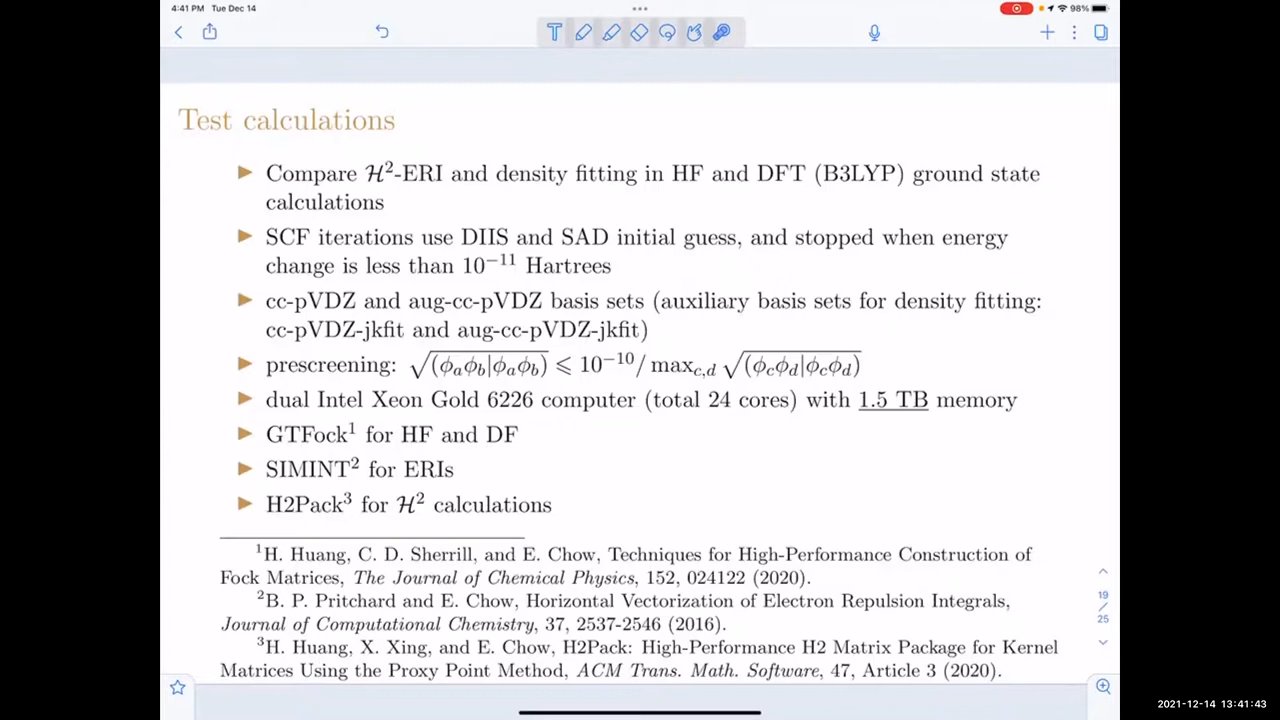 4:41 PM Tue Dec 14
98%
Test calculations
▶ Compare ℋ²-ERI and density fitting in HF and DFT (B3LYP) ground state
calculations
▶ SCF iterations use DIIS and SAD initial guess, and stopped when energy
change is less than 10⁻¹¹ Hartrees
▶ cc-pVDZ and aug-cc-pVDZ basis sets (auxiliary basis sets for density fitting:
cc-pVDZ-jkfit and aug-cc-pVDZ-jkfit)
▶ prescreening: √(ϕₐϕ_b|ϕₐϕ_b) ⩽ 10⁻¹⁰/ max_{c,d} √(ϕ_cϕ_d|ϕ_cϕ_d)
▶ dual Intel Xeon Gold 6226 computer (total 24 cores) with 1.5 TB memory
▶ GTFock¹ for HF and DF
▶ SIMINT² for ERIs
▶ H2Pack³ for ℋ² calculations
¹H. Huang, C. D. Sherrill, and E. Chow, Techniques for High-Performance Construction of
Fock Matrices, The Journal of Chemical Physics, 152, 024122 (2020).
²B. P. Pritchard and E. Chow, Horizontal Vectorization of Electron Repulsion Integrals,
Journal of Computational Chemistry, 37, 2537-2546 (2016).
³H. Huang, X. Xing, and E. Chow, H2Pack: High-Performance H2 Matrix Package for Kernel
Matrices Using the Proxy Point Method, ACM Trans. Math. Software, 47, Article 3 (2020).
19
/
25
2021-12-14 13:41:43